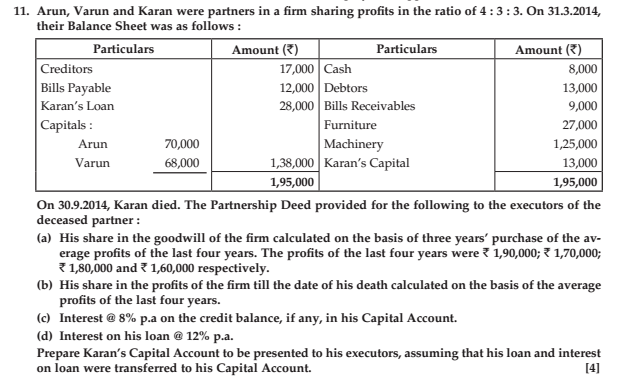 11. Arun, Varun and Karan were partners in a firm sharing profits in the ratio of 4 : 3 : 3. On 31.3.2014,
their Balance Sheet was as follows :
Particulars Amount (₹) Particulars Amount (₹)
Creditors 17,000 Cash 8,000
Bills Payable 12,000 Debtors 13,000
Karan's Loan 28,000 Bills Receivables 9,000
Capitals : Furniture 27,000
Arun 70,000 Machinery 1,25,000
Varun 68,000 1,38,000 Karan's Capital 13,000
1,95,000 1,95,000
On 30.9.2014, Karan died. The Partnership Deed provided for the following to the executors of the
deceased partner :
(a) His share in the goodwill of the firm calculated on the basis of three years' purchase of the av-
erage profits of the last four years. The profits of the last four years were ₹ 1,90,000; ₹ 1,70,000;
₹ 1,80,000 and ₹ 1,60,000 respectively.
(b) His share in the profits of the firm till the date of his death calculated on the basis of the average
profits of the last four years.
(c) Interest @ 8% p.a on the credit balance, if any, in his Capital Account.
(d) Interest on his loan @ 12% p.a.
Prepare Karan's Capital Account to be presented to his executors, assuming that his loan and interest
on loan were transferred to his Capital Account. [4]